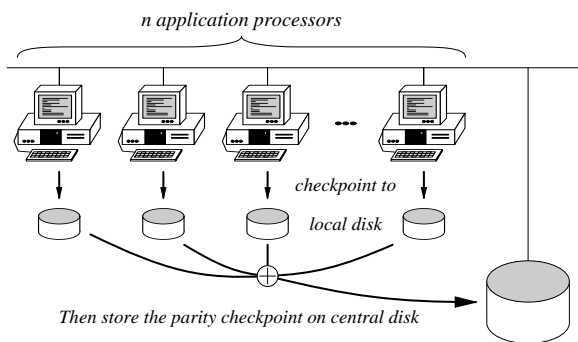 n application processors
checkpoint to
local disk
Then store the parity checkpoint on central disk